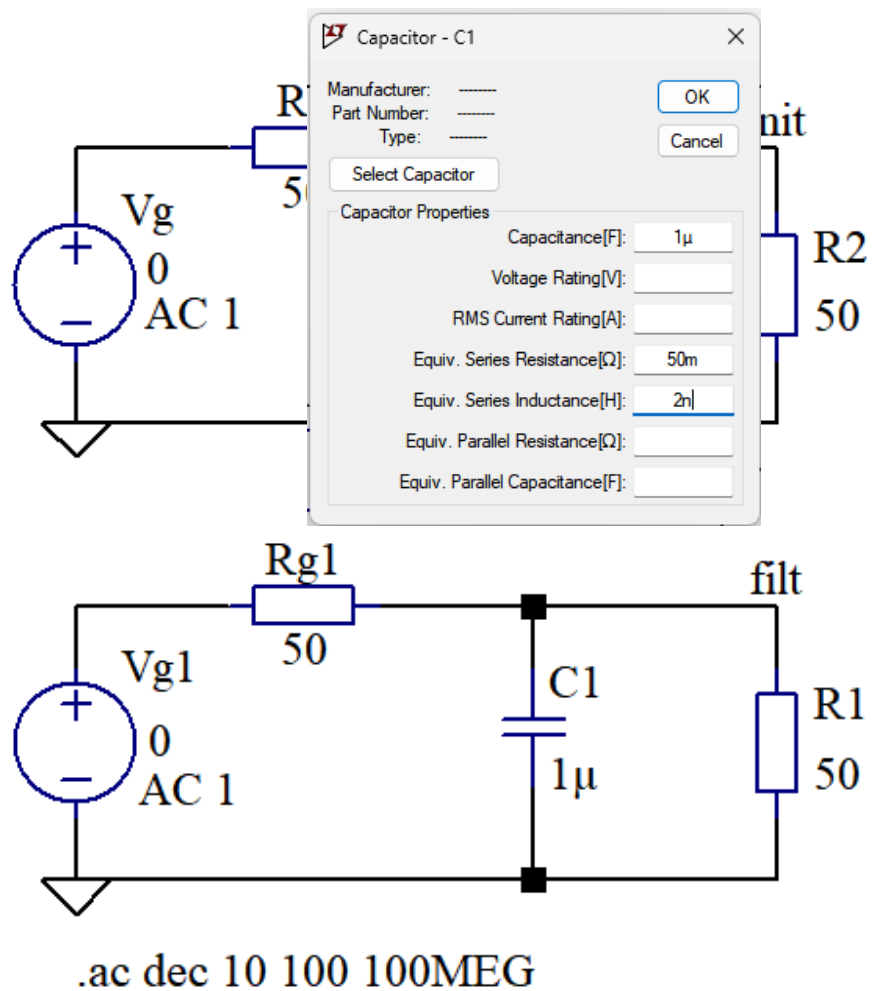 Capacitor - C1
Manufacturer: --------
Part Number: --------
Type: --------
OK
Cancel
Select Capacitor
Capacitor Properties
Capacitance[F]: 1µ
Voltage Rating[V]:
RMS Current Rating[A]:
Equiv. Series Resistance[Ω]: 50m
Equiv. Series Inductance[H]: 2n
Equiv. Parallel Resistance[Ω]:
Equiv. Parallel Capacitance[F]:
Vg
0
AC 1
R2
50
Rg1
50
filt
Vg1
0
AC 1
C1
1µ
R1
50
.ac dec 10 100 100MEG